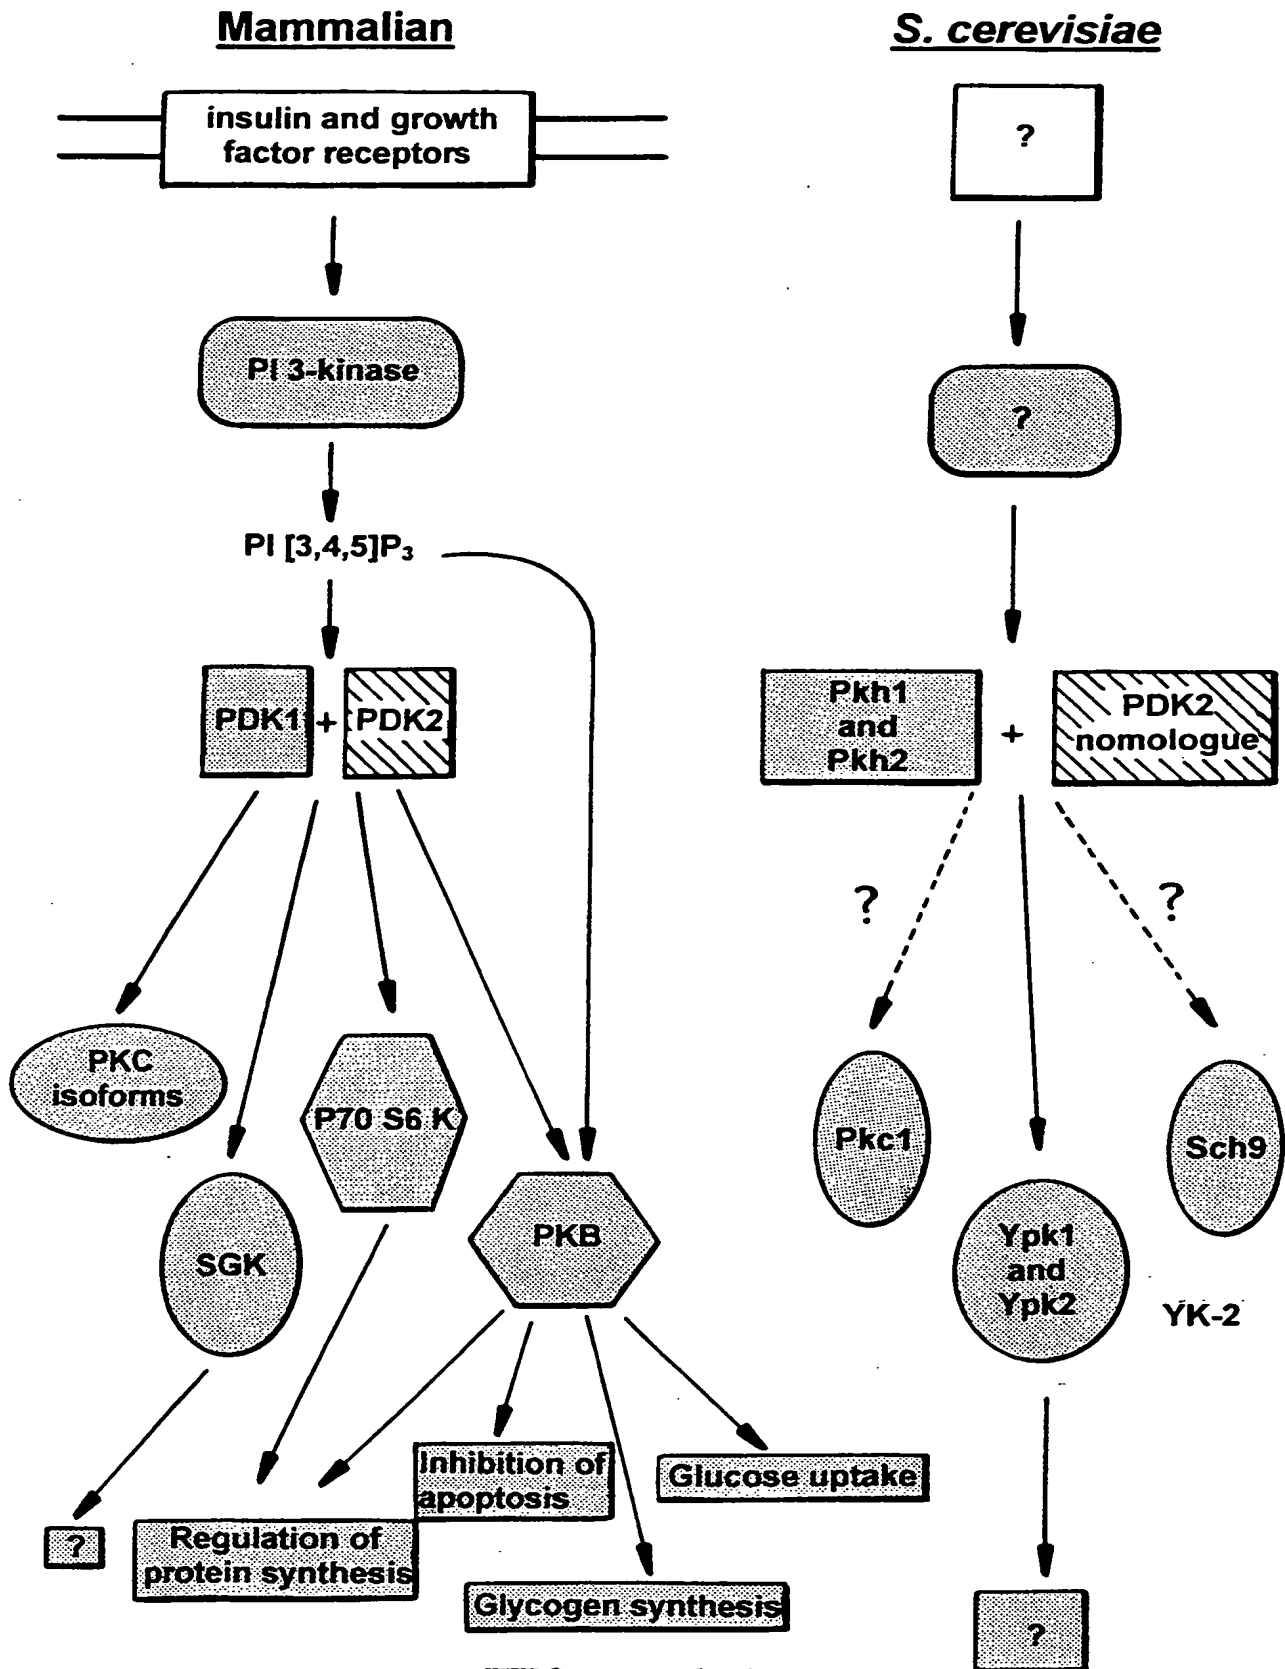 Mammalian
insulin and growth
factor receptors
PI 3-kinase
PI [3,4,5]P₃
PDK1
+
PDK2
PKC
isoforms
P70 S6 K
SGK
PKB
Inhibition of
apoptosis
Glucose uptake
?
Regulation of
protein synthesis
Glycogen synthesis
S. cerevisiae
?
?
Pkh1
and
Pkh2
+
PDK2
nomologue
?
?
Pkc1
Sch9
Ypk1
and
Ypk2
YK-2
?